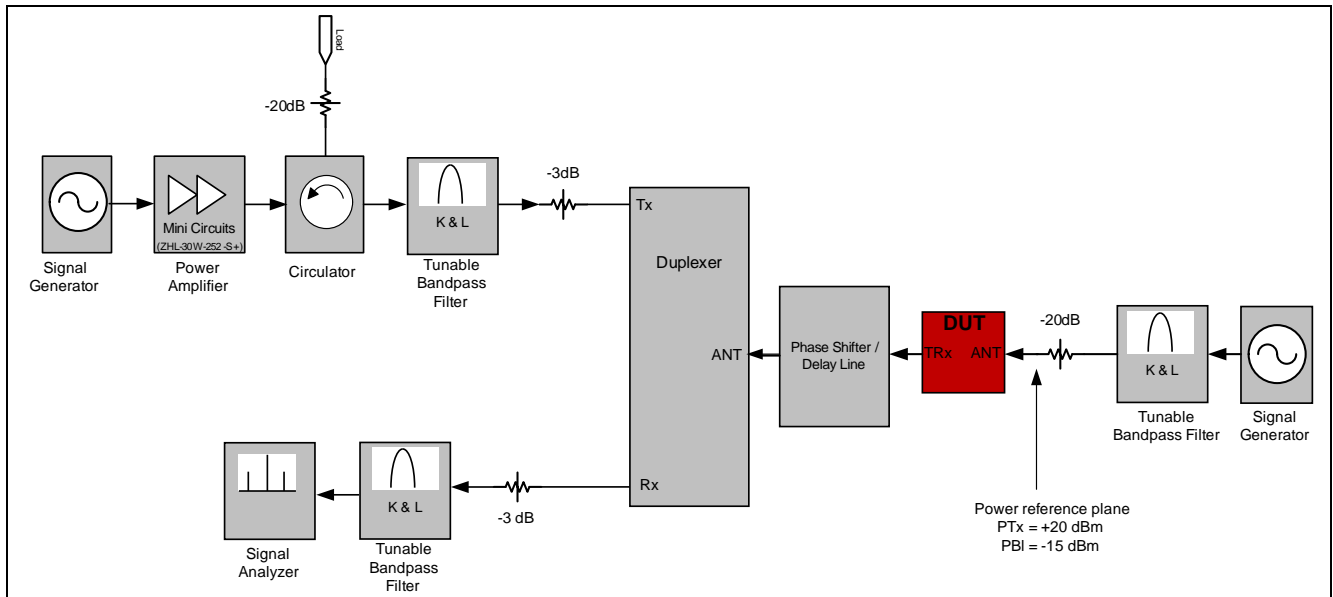 Load
-20dB
Mini Circuits
(ZHL-30W-252 -S+)
K & L
-3dB
Signal
Generator
Power
Amplifier
Circulator
Tunable
Bandpass
Filter
Tx
Duplexer
ANT
Rx
Phase Shifter /
Delay Line
DUT
TRx ANT
-20dB
K & L
Tunable
Bandpass Filter
Signal
Generator
Power reference plane
PTx = +20 dBm
PBI = -15 dBm
K & L
-3 dB
Signal
Analyzer
Tunable
Bandpass
Filter